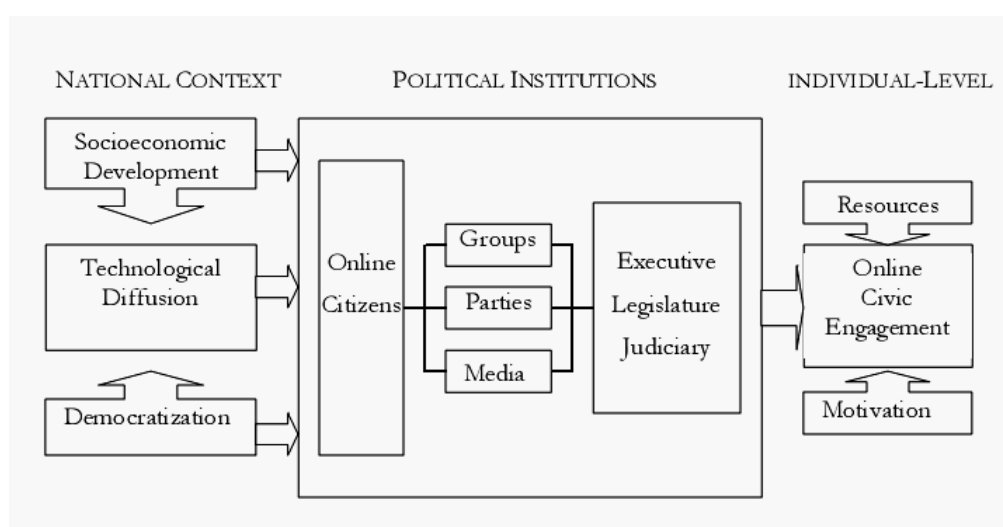 NATIONAL CONTEXT
POLITICAL INSTITUTIONS
INDIVIDUAL-LEVEL
Socioeconomic
Development
Technological
Diffusion
Democratization
Online
Citizens
Groups
Parties
Media
Executive
Legislature
Judiciary
Resources
Online
Civic
Engagement
Motivation